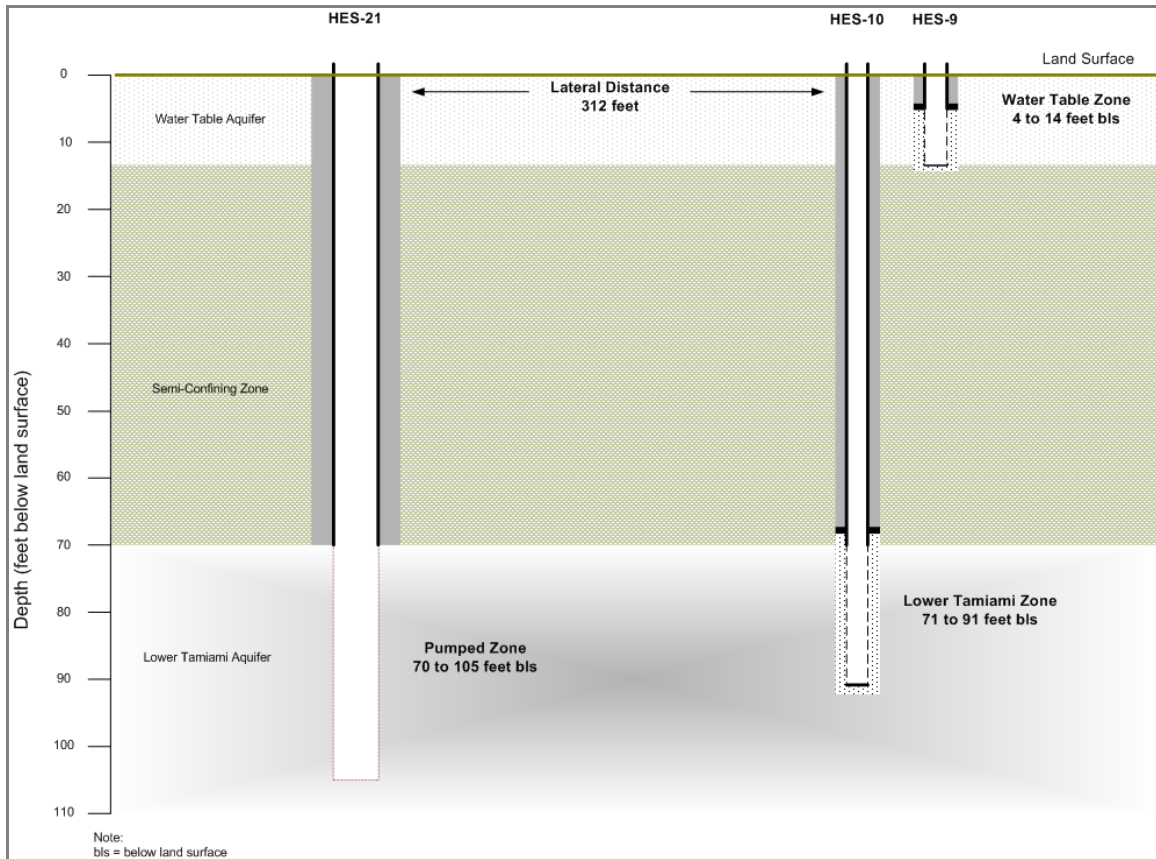 HES-21
HES-10
HES-9
Land Surface
0
10
20
30
40
50
60
70
80
90
100
110
Depth (feet below land surface)
Lateral Distance
312 feet
Water Table Zone
4 to 14 feet bls
Water Table Aquifer
Semi-Confining Zone
Lower Tamiami Zone
71 to 91 feet bls
Pumped Zone
70 to 105 feet bls
Lower Tamiami Aquifer
Note:
bls = below land surface